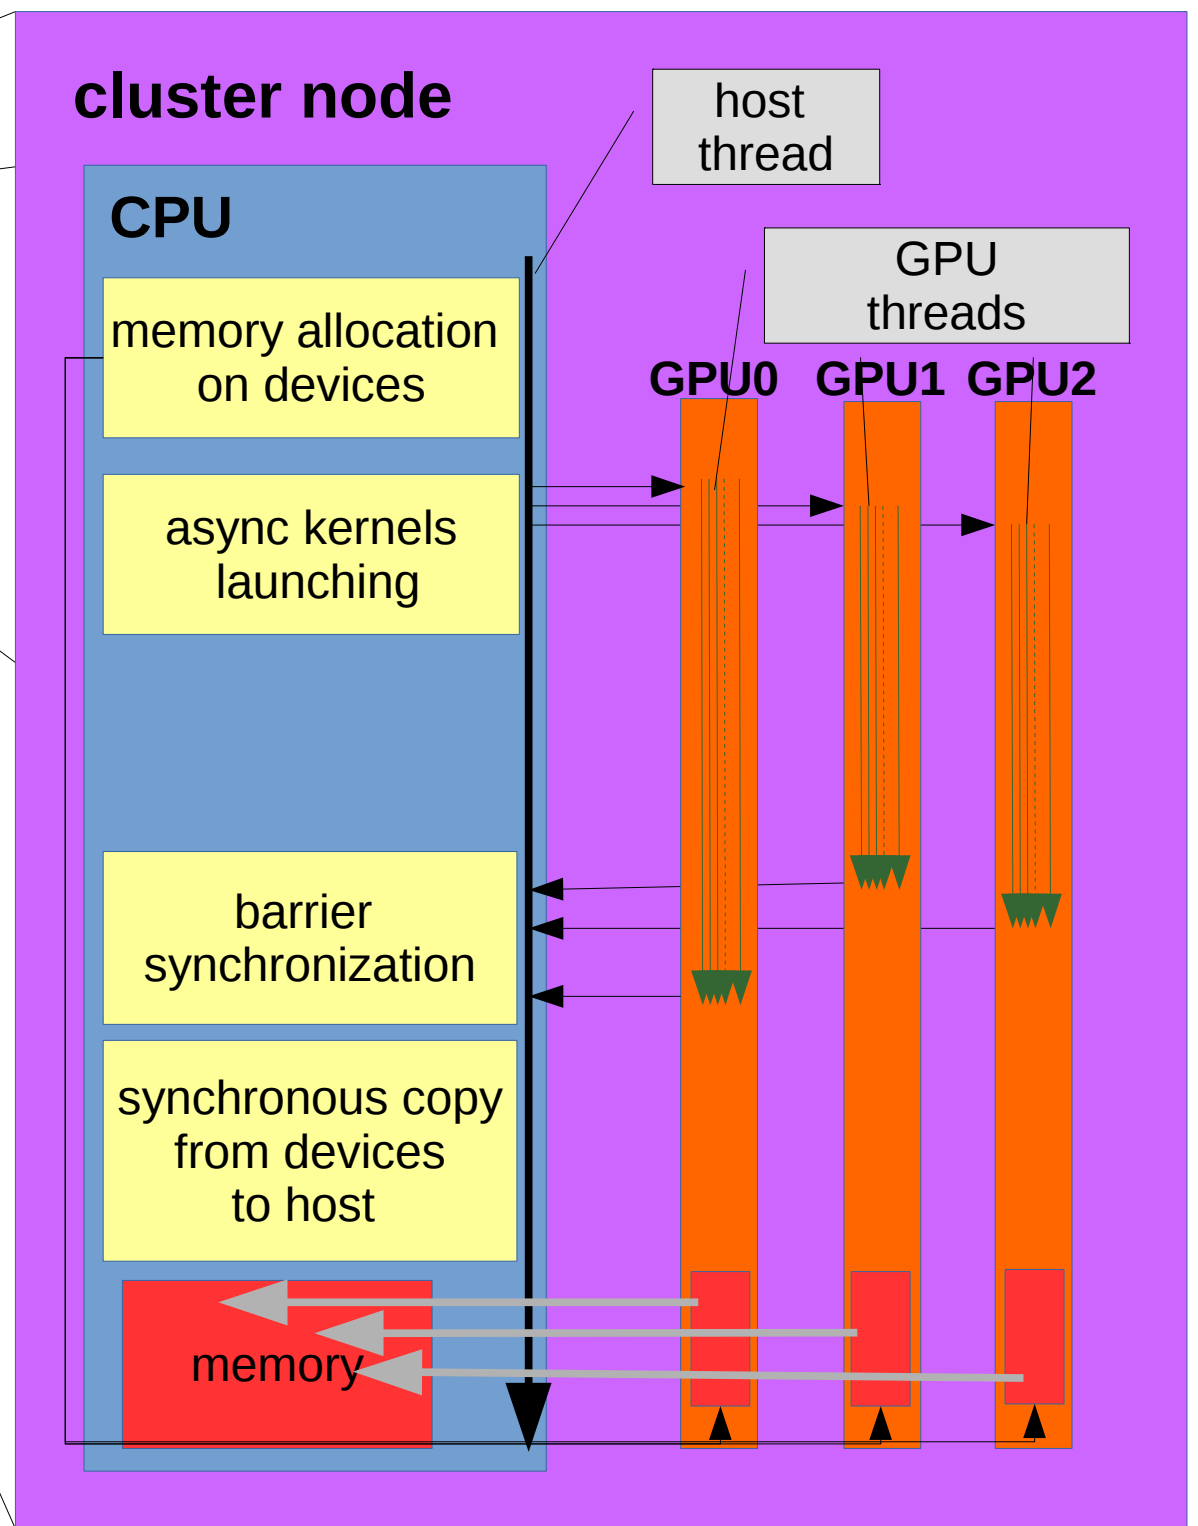 cluster node
host
thread
CPU
GPU
threads
memory allocation
on devices
GPU0 GPU1 GPU2
async kernels
launching
barrier
synchronization
synchronous copy
from devices
to host
memory